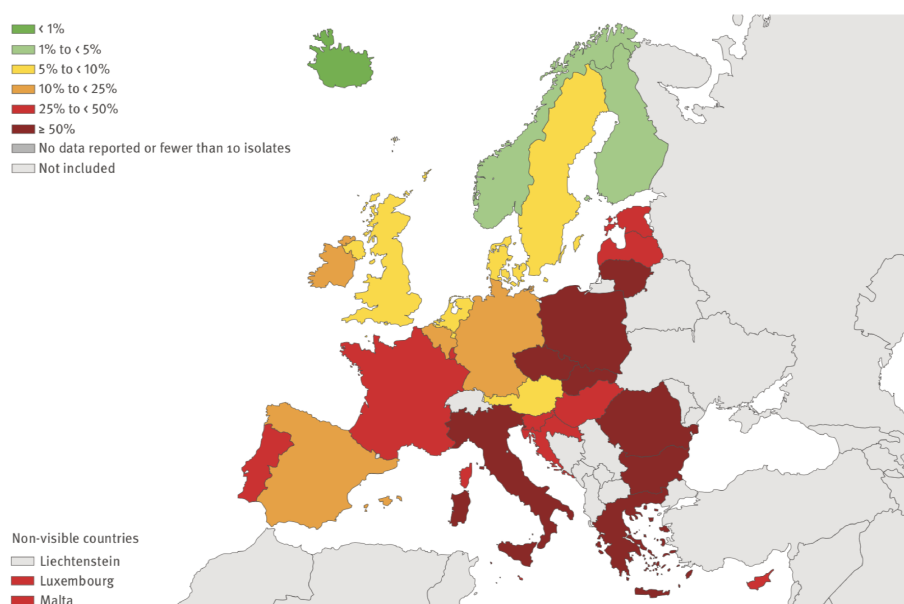 < 1%
1% to < 5%
5% to < 10%
10% to < 25%
25% to < 50%
≥ 50%
No data reported or fewer than 10 isolates
Not included
Non-visible countries
Liechtenstein
Luxembourg
Malta